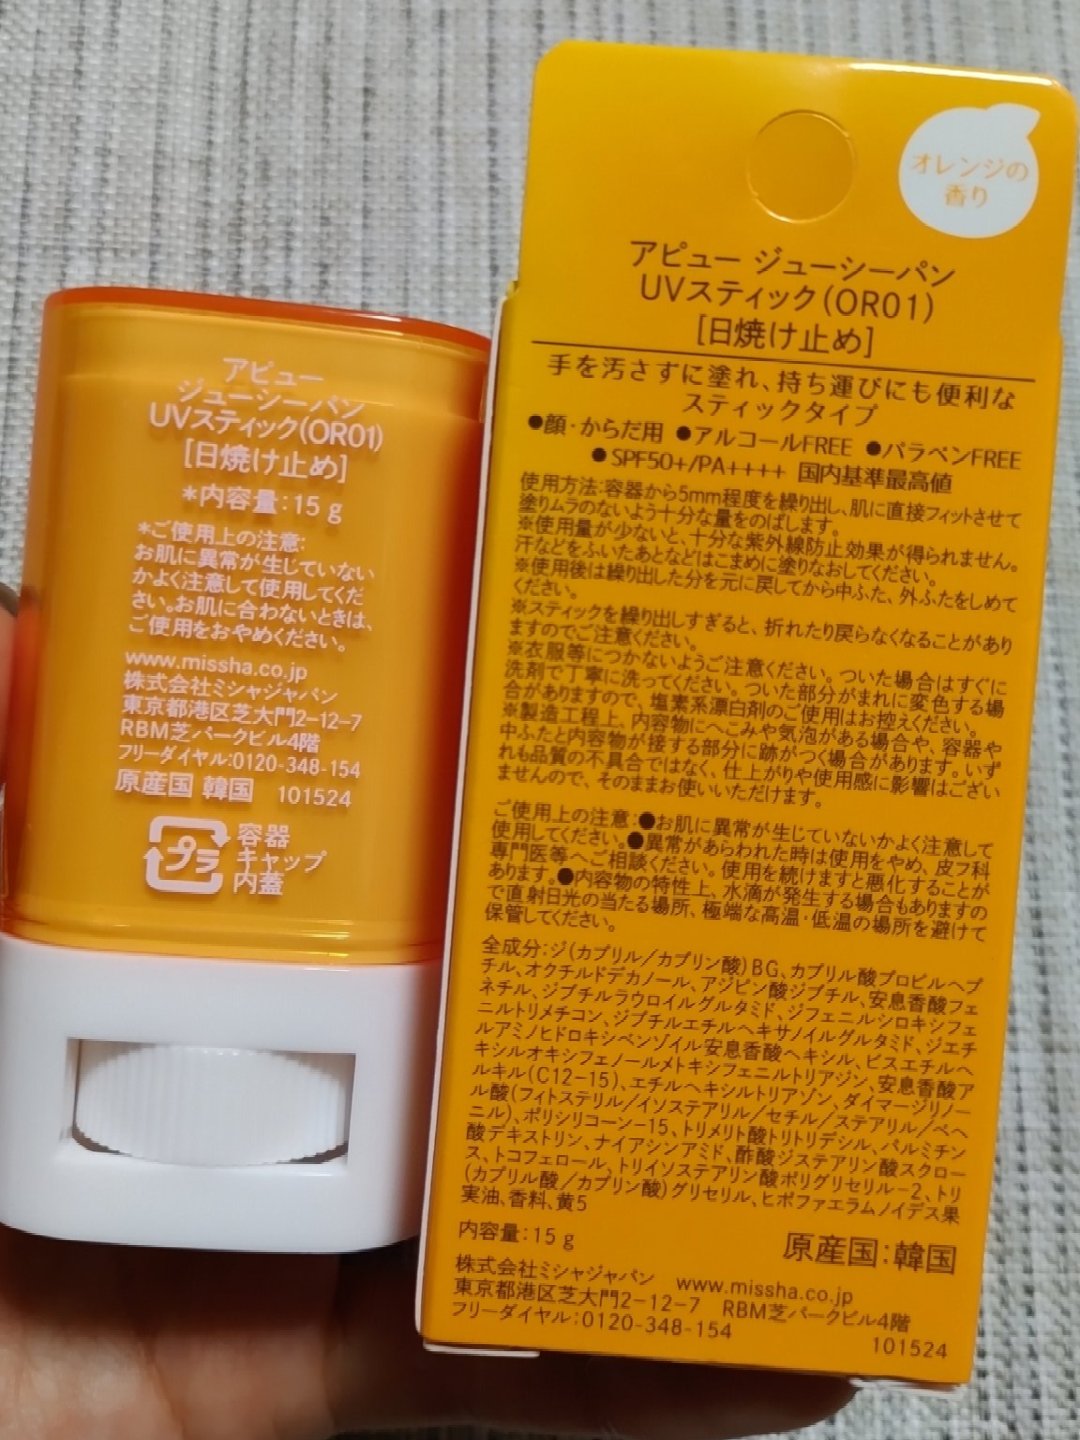 アピュー
ジューシーパン
UVスティック(OR01)
[日焼け止め]
*内容量:15g
*ご使用上の注意:
お肌に異常が生じていない
かよく注意して使用してくだ
さい。お肌に合わないときは、
ご使用をおやめください。
www.missha.co.jp
株式会社ミシャジャパン
東京都港区芝大門2-12-7
RBM芝パークビル4階
フリーダイヤル:0120-348-154
原産国 韓国 101524
プラ
容器
キャップ
内蓋
オレンジの
香り
アピュー ジューシーパン
UVスティック(OR01)
[日焼け止め]
手を汚さずに塗れ、持ち運びにも便利な
スティックタイプ
●顔・からだ用 ●アルコールFREE ●パラベンFREE
●SPF50+/PA++++ 国内基準最高値
使用方法:容器から5mm程度を繰り出し、肌に直接フィットさせて
塗りムラのないよう十分な量をのばします。
※使用量が少ないと、十分な紫外線防止効果が得られません。
汗などをふいたあとなどはこまめに塗りなおしてください。
※使用後は繰り出した分を元に戻してから中ふた、外ふたをしめて
ください。
※スティックを繰り出しすぎると、折れたり戻らなくなることがあり
ますのでご注意ください。
※衣服等につかないようご注意ください。ついた場合はすぐに
洗剤で丁寧に洗ってください。ついた部分がまれに変色する場
合がありますので、塩素系漂白剤のご使用はお控えください。
※製造工程上、内容物にへこみや気泡がある場合や、容器や
中ふたと内容物が接する部分に跡がつく場合があります。いず
れも品質の不具合ではなく、仕上がりや使用感に影響はござい
ませんので、そのままお使いいただけます。
ご使用上の注意:●お肌に異常が生じていないかよく注意して
使用してください。●異常があらわれた時は使用をやめ、皮フ科
専門医等へご相談ください。使用を続けますと悪化することが
あります。●内容物の特性上、水滴が発生する場合もありますの
で直射日光の当たる場所、極端な高温・低温の場所を避けて
保管してください。
全成分:ジ(カプリル/カプリン酸)BG、カプリル酸プロピルヘプ
チル、オクチルドデカノール、アジピン酸ジブチル、安息香酸フェ
ネチル、ジブチルラウロイルグルタミド、ジフェニルシロキシフェ
ニルトリメチコン、ジブチルエチルヘキサノイルグルタミド、ジエチ
ルアミノヒドロキシベンゾイル安息香酸ヘキシル、ビスエチルヘ
キシルオキシフェノールメトキシフェニルトリアジン、安息香酸ア
ルキル(C12-15)、エチルヘキシルトリアゾン、ダイマージリノー
ル酸(フィトステリル/イソステアリル/セチル/ステアリル/ベヘ
ニル)、ポリシリコーン-15、トリメリト酸トリトリデシル、パルミチン
酸デキストリン、ナイアシンアミド、酢酸ジステアリン酸スクロー
ス、トコフェロール、トリイソステアリン酸ポリグリセリル-2、トリ
(カプリル酸/カプリン酸)グリセリル、ヒポファエラムノイデス果
実油、香料、黄5
内容量:15g
原産国:韓国
株式会社ミシャジャパン www.missha.co.jp
東京都港区芝大門2-12-7 RBM芝パークビル4階
フリーダイヤル:0120-348-154
101524